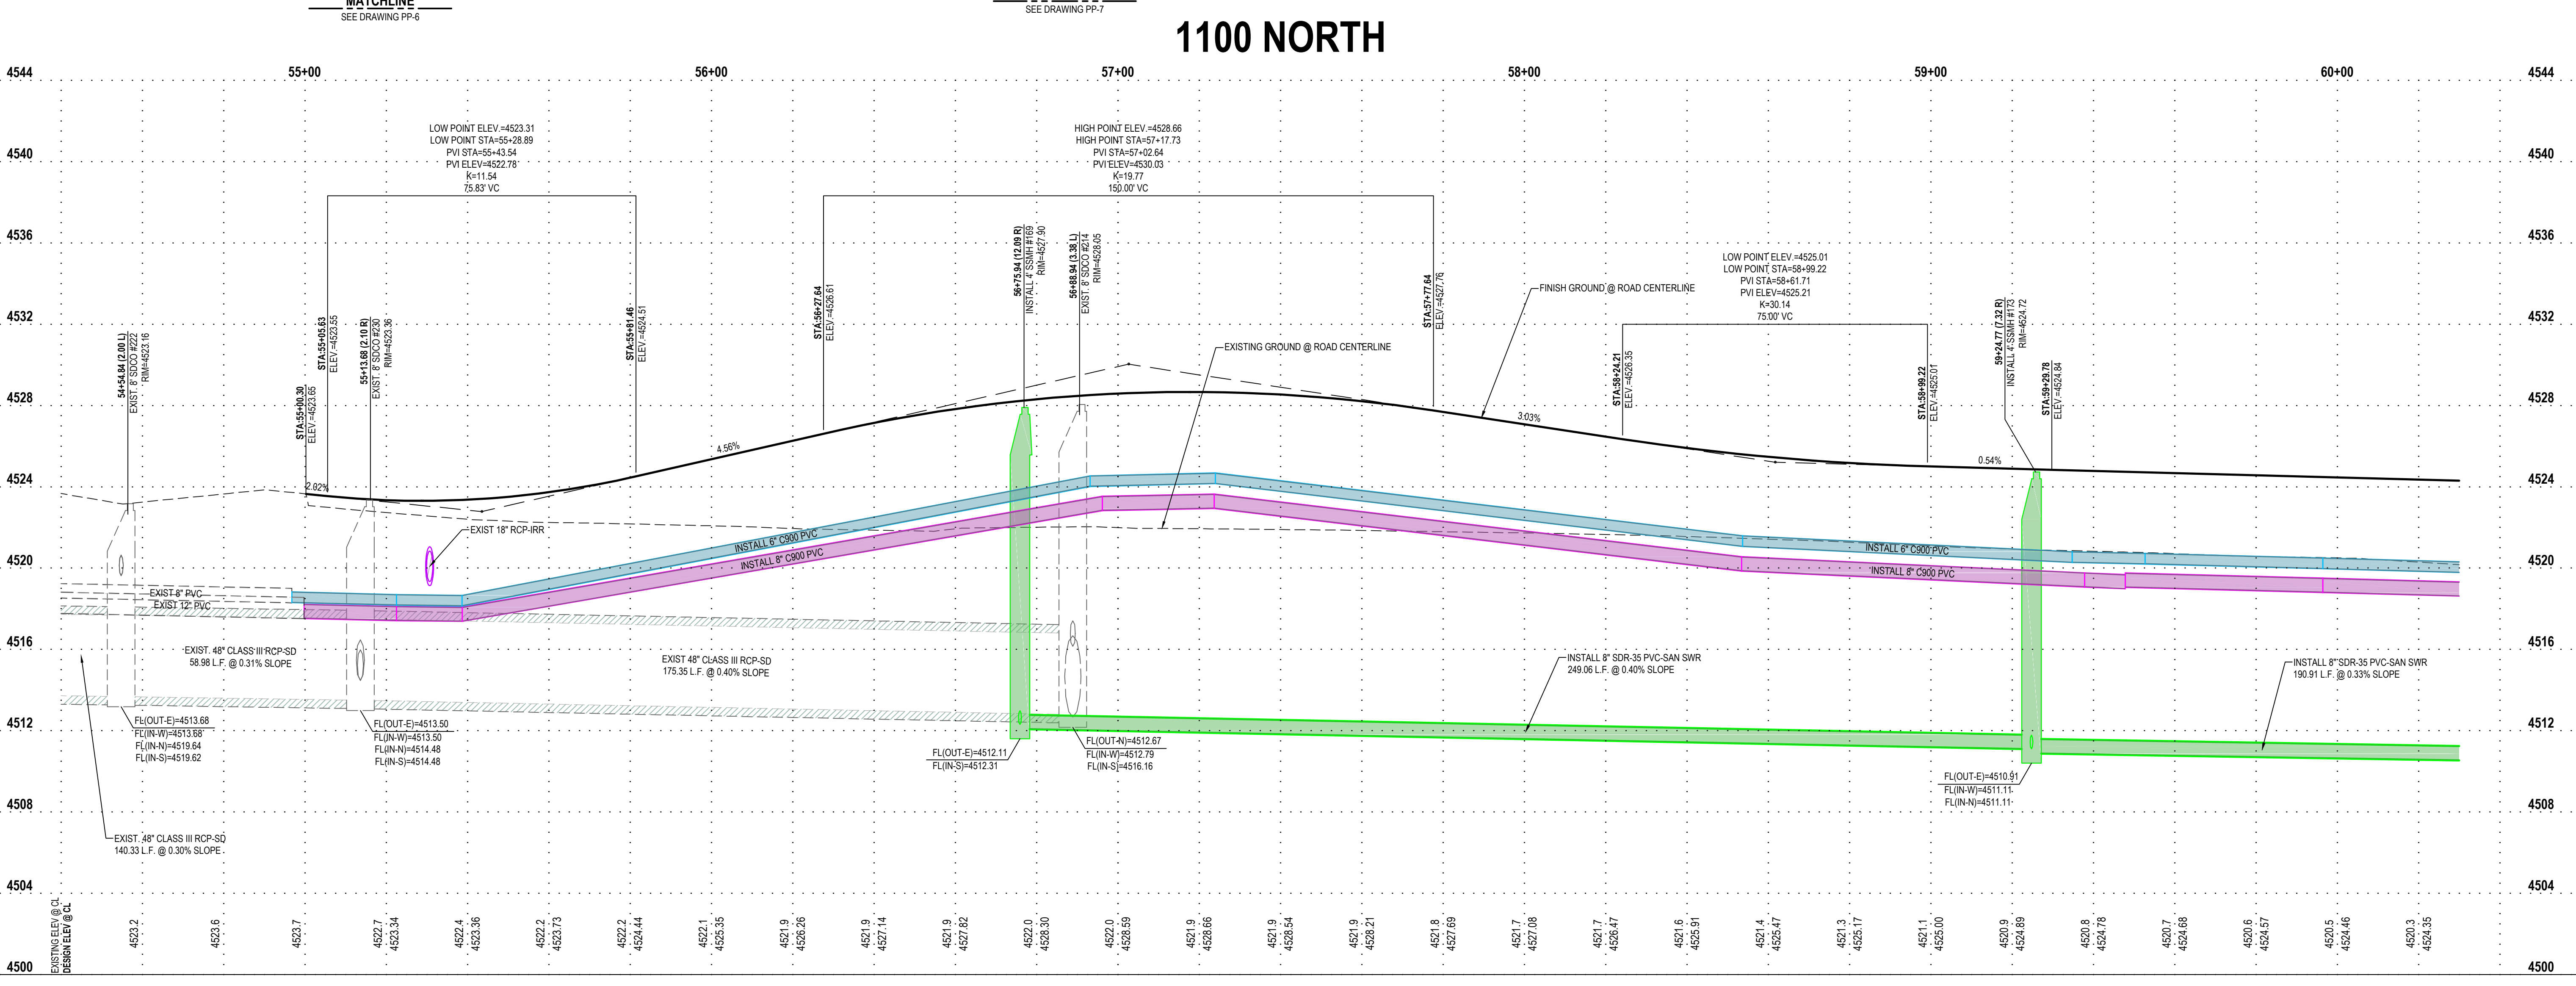 MATCHLINE
SEE DRAWING PP-6
SEE DRAWING PP-7
1100 NORTH
55+00
56+00
57+00
58+00
59+00
60+00
4544
4540
4536
4532
4528
4524
4520
4516
4512
4508
4504
4500
4544
4540
4536
4532
4528
4524
4520
4516
4512
4508
4504
4500
LOW POINT ELEV.=4523.31
LOW POINT STA=55+28.89
PVI STA=55+43.54
PVI ELEV=4522.78
K=11.54
75.83' VC
HIGH POINT ELEV.=4528.66
HIGH POINT STA=57+17.73
PVI STA=57+02.64
PVI ELEV=4530.03
K=19.77
150.00' VC
LOW POINT ELEV.=4525.01
LOW POINT STA=58+99.22
PVI STA=58+61.71
PVI ELEV=4525.21
K=30.14
75.00' VC
54+54.84 (2.00 L)
EXIST. 8' SDCO #222
RIM=4523.16
STA:55+00.30
ELEV.=4523.65
STA:55+05.63
ELEV.=4523.55
55+13.68 (2.10 R)
EXIST. 8' SDCO #230
RIM=4523.36
STA:55+81.46
ELEV.=4524.51
STA:56+27.64
ELEV.=4526.61
56+75.94 (12.09 R)
INSTALL 4' SSMH #169
RIM=4527.90
56+88.94 (3.38 L)
EXIST. 8' SDCO #214
RIM=4528.05
STA:57+77.64
ELEV.=4527.76
STA:58+24.21
ELEV.=4526.35
STA:58+99.22
ELEV.=4525.01
59+24.77 (7.32 R)
INSTALL 4' SSMH #173
RIM=4524.72
STA:59+29.78
ELEV.=4524.84
FINISH GROUND @ ROAD CENTERLINE
EXISTING GROUND @ ROAD CENTERLINE
2.02%
4.56%
3.03%
0.54%
EXIST 18" RCP-IRR
INSTALL 6" C900 PVC
INSTALL 8" C900 PVC
INSTALL 6" C900 PVC
INSTALL 8" C900 PVC
EXIST 8" PVC
EXIST 12" PVC
EXIST. 48" CLASS III RCP-SD
58.98 L.F. @ 0.31% SLOPE
EXIST 48" CLASS III RCP-SD
175.35 L.F. @ 0.40% SLOPE
INSTALL 8" SDR-35 PVC-SAN SWR
249.06 L.F. @ 0.40% SLOPE
INSTALL 8" SDR-35 PVC-SAN SWR
190.91 L.F. @ 0.33% SLOPE
FL(OUT-E)=4513.68
FL(IN-W)=4513.68
FL(IN-N)=4519.64
FL(IN-S)=4519.62
FL(OUT-E)=4513.50
FL(IN-W)=4513.50
FL(IN-N)=4514.48
FL(IN-S)=4514.48
FL(OUT-E)=4512.11
FL(IN-S)=4512.31
FL(OUT-N)=4512.67
FL(IN-W)=4512.79
FL(IN-S)=4516.16
FL(OUT-E)=4510.91
FL(IN-W)=4511.11
FL(IN-N)=4511.11
EXIST. 48" CLASS III RCP-SD
140.33 L.F. @ 0.30% SLOPE
EXISTING ELEV @ CL
DESIGN ELEV @ CL
4523.2
4523.6
4523.7
4522.7
4523.34
4522.4
4523.36
4522.2
4523.73
4522.2
4524.44
4522.1
4525.35
4521.9
4526.26
4521.9
4527.14
4521.9
4527.82
4522.0
4528.30
4522.0
4528.59
4521.9
4528.66
4521.9
4528.54
4521.9
4528.21
4521.8
4527.69
4521.7
4527.08
4521.7
4526.47
4521.6
4525.91
4521.4
4525.47
4521.3
4525.17
4521.1
4525.00
4520.9
4524.89
4520.8
4524.78
4520.7
4524.68
4520.6
4524.57
4520.5
4524.46
4520.3
4524.35